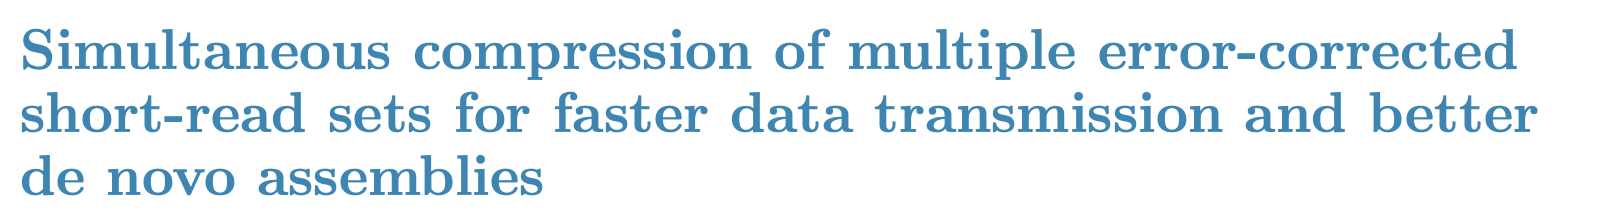 Simultaneous compression of multiple error-corrected
short-read sets for faster data transmission and better
de novo assemblies